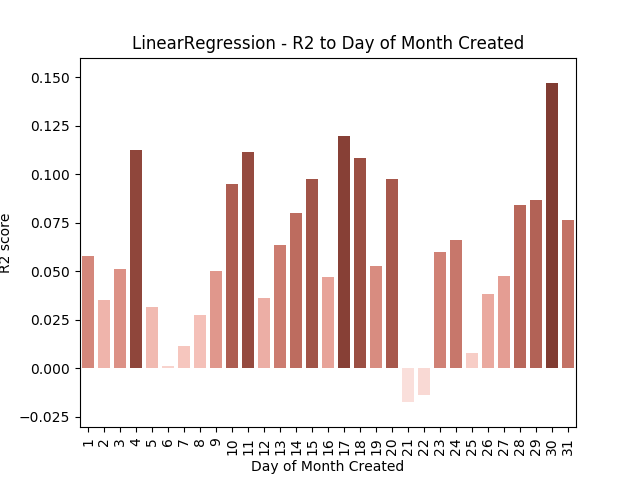 LinearRegression - R2 to Day of Month Created
R2 score
0.150
0.125
0.100
0.075
0.050
0.025
0.000
−0.025
1 2 3 4 5 6 7 8 9 10 11 12 13 14 15 16 17 18 19 20 21 22 23 24 25 26 27 28 29 30 31
Day of Month Created